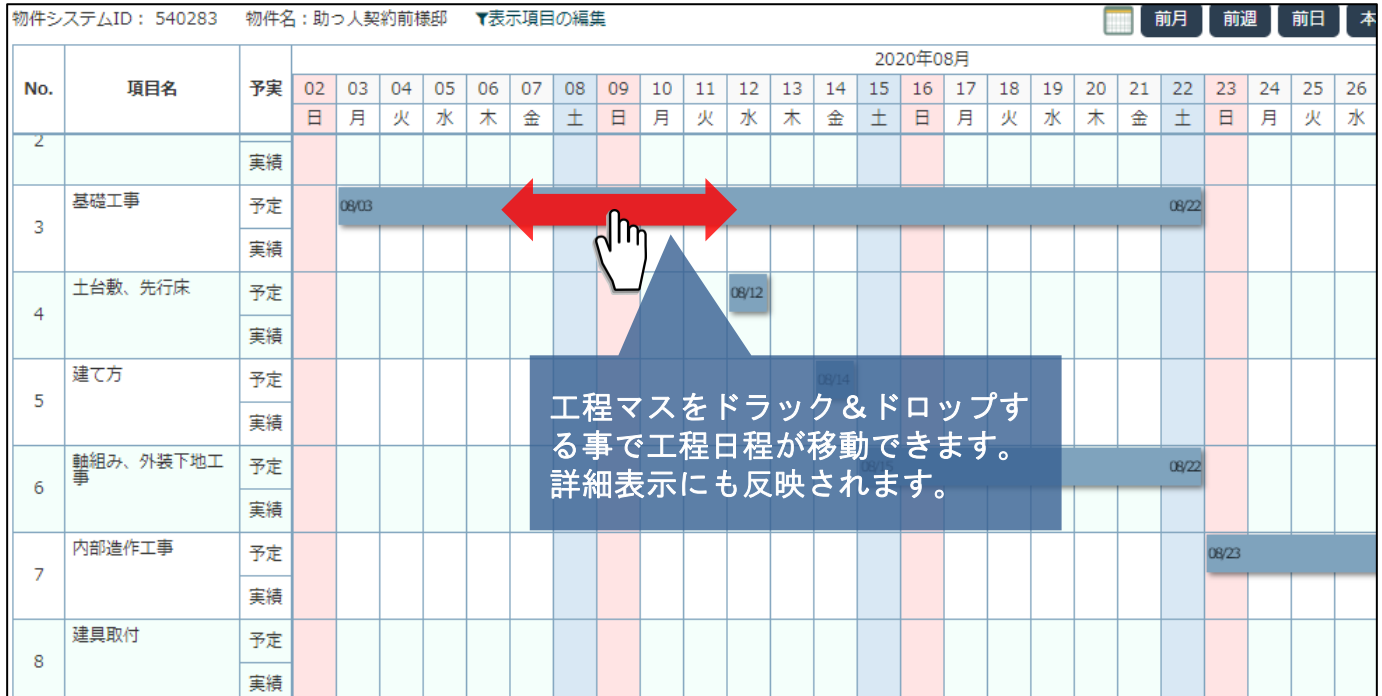 物件システムID： 540283 物件名：助っ人契約前様邸 ▼表示項目の編集 前月 前週 前日 本
2020年08月
No. 項目名 予実 02 03 04 05 06 07 08 09 10 11 12 13 14 15 16 17 18 19 20 21 22 23 24 25 26
日 月 火 水 木 金 土 日 月 火 水 木 金 土 日 月 火 水 木 金 土 日 月 火 水
2
実績
3 基礎工事 予定 08/03 08/22
実績
4 土台敷、先行床 予定 08/12
実績
5 建て方 予定 08/14
実績
工程マスをドラック＆ドロップす
る事で工程日程が移動できます。
詳細表示にも反映されます。
6 軸組み、外装下地工
事 予定 08/15 08/22
実績
7 内部造作工事 予定 08/23
実績
8 建具取付 予定
実績